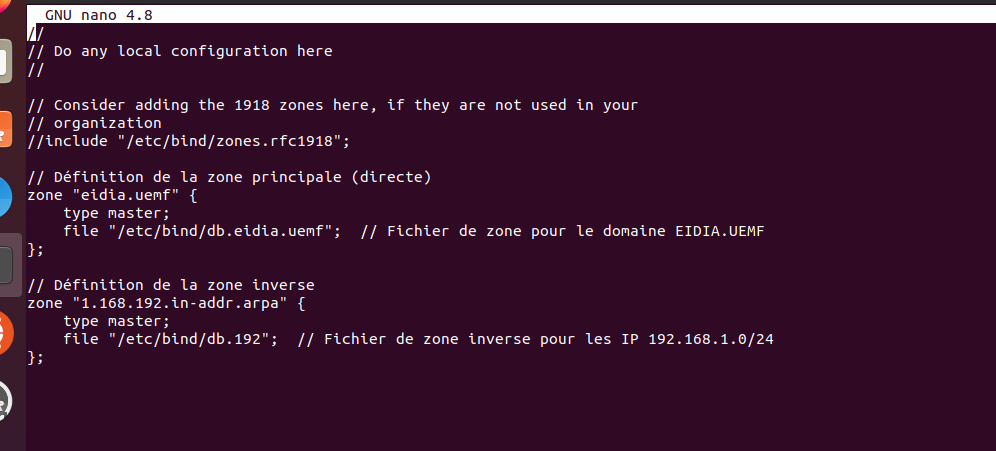 GNU nano 4.8
//
// Do any local configuration here
//
// Consider adding the 1918 zones here, if they are not used in your
// organization
//include "/etc/bind/zones.rfc1918";
// Définition de la zone principale (directe)
zone "eidia.uemf" {
type master;
file "/etc/bind/db.eidia.uemf";  // Fichier de zone pour le domaine EIDIA.UEMF
};
// Définition de la zone inverse
zone "1.168.192.in-addr.arpa" {
type master;
file "/etc/bind/db.192";  // Fichier de zone inverse pour les IP 192.168.1.0/24
};